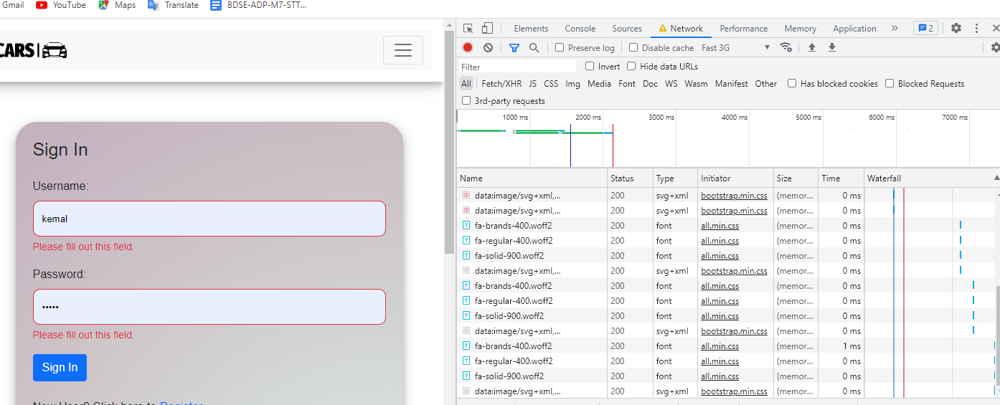 Gmail YouTube Maps Translate BDSE-ADP-M7-STT...
CARS
Sign In
Username:
kemal
Please fill out this field.
Password:
•••••
Please fill out this field.
Sign In
Elements Console Sources Network Performance Memory Application » 2
Preserve log Disable cache Fast 3G
Filter Invert Hide data URLs
All Fetch/XHR JS CSS Img Media Font Doc WS Wasm Manifest Other Has blocked cookies Blocked Requests
3rd-party requests
1000 ms 2000 ms 3000 ms 4000 ms 5000 ms 6000 ms 7000 ms
Name Status Type Initiator Size Time Waterfall
data:image/svg+xml,... 200 svg+xml bootstrap.min.css (memor... 0 ms
data:image/svg+xml,... 200 svg+xml bootstrap.min.css (memor... 0 ms
fa-brands-400.woff2 200 font all.min.css (memor... 0 ms
fa-regular-400.woff2 200 font all.min.css (memor... 0 ms
fa-solid-900.woff2 200 font all.min.css (memor... 0 ms
data:image/svg+xml,... 200 svg+xml bootstrap.min.css (memor... 0 ms
fa-brands-400.woff2 200 font all.min.css (memor... 0 ms
fa-regular-400.woff2 200 font all.min.css (memor... 0 ms
fa-solid-900.woff2 200 font all.min.css (memor... 0 ms
data:image/svg+xml,... 200 svg+xml bootstrap.min.css (memor... 0 ms
fa-brands-400.woff2 200 font all.min.css (memor... 1 ms
fa-regular-400.woff2 200 font all.min.css (memor... 0 ms
fa-solid-900.woff2 200 font all.min.css (memor... 0 ms
data:image/svg+xml,... 200 svg+xml bootstrap.min.css (memor... 0 ms
New User? Click here to Register